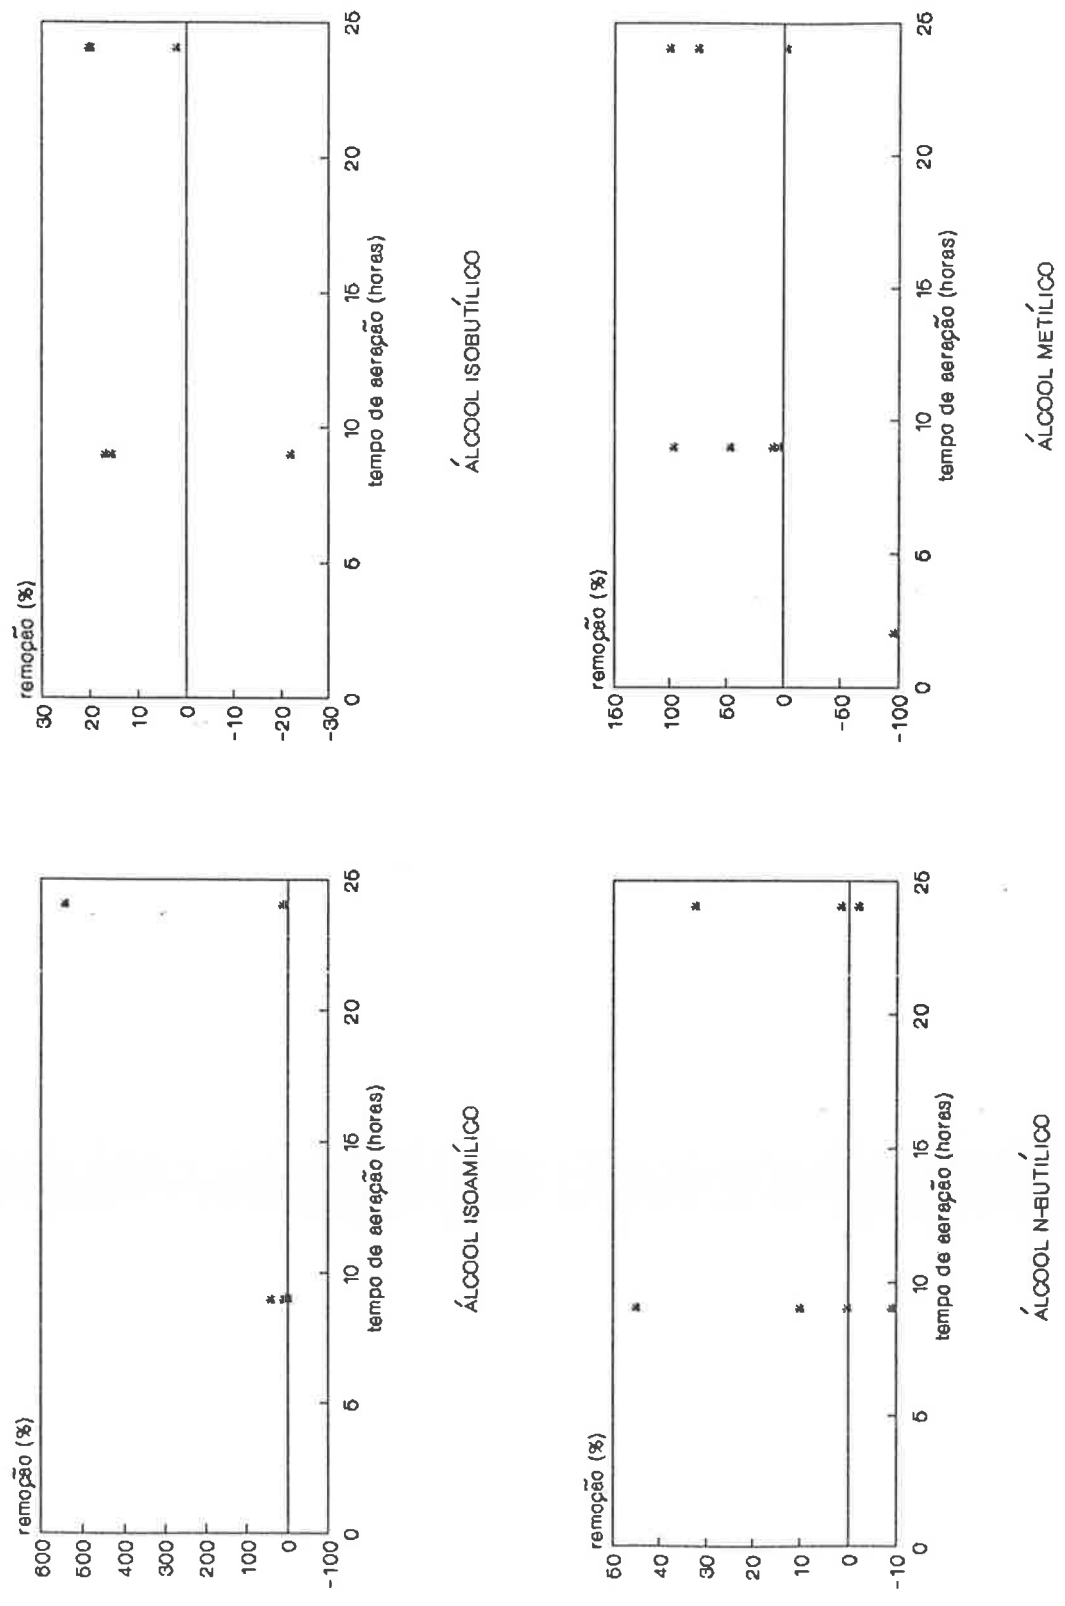 remoção (%)
600
500
400
300
200
100
0
-100
0 5 10 15 20 25
tempo de aeração (horas)
ÁLCOOL ISOAMÍLICO
remoção (%)
30
20
10
0
-10
-20
-30
0 5 10 15 20 25
tempo de aeração (horas)
ÁLCOOL ISOBUTÍLICO
remoção (%)
50
40
30
20
10
0
-10
0 5 10 15 20 25
tempo de aeração (horas)
ÁLCOOL N-BUTÍLICO
remoção (%)
150
100
50
0
-50
-100
0 5 10 15 20 25
tempo de aeração (horas)
ÁLCOOL METÍLICO